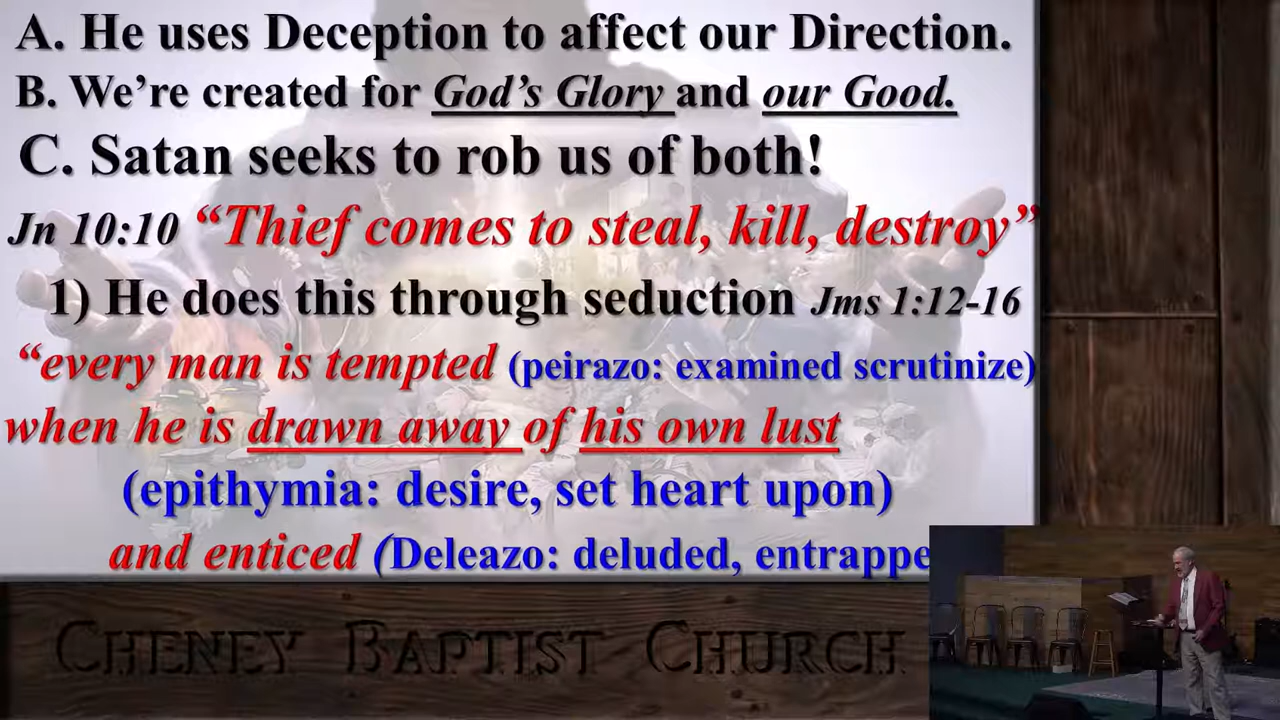 A. He uses Deception to affect our Direction.
B. We’re created for God’s Glory and our Good.
C. Satan seeks to rob us of both!
Jn 10:10 “Thief comes to steal, kill, destroy”
1) He does this through seduction Jms 1:12-16
“every man is tempted (peirazo: examined scrutinize)
when he is drawn away of his own lust
(epithymia: desire, set heart upon)
and enticed (Deleazo: deluded, entrappe
Cheney Baptist Church